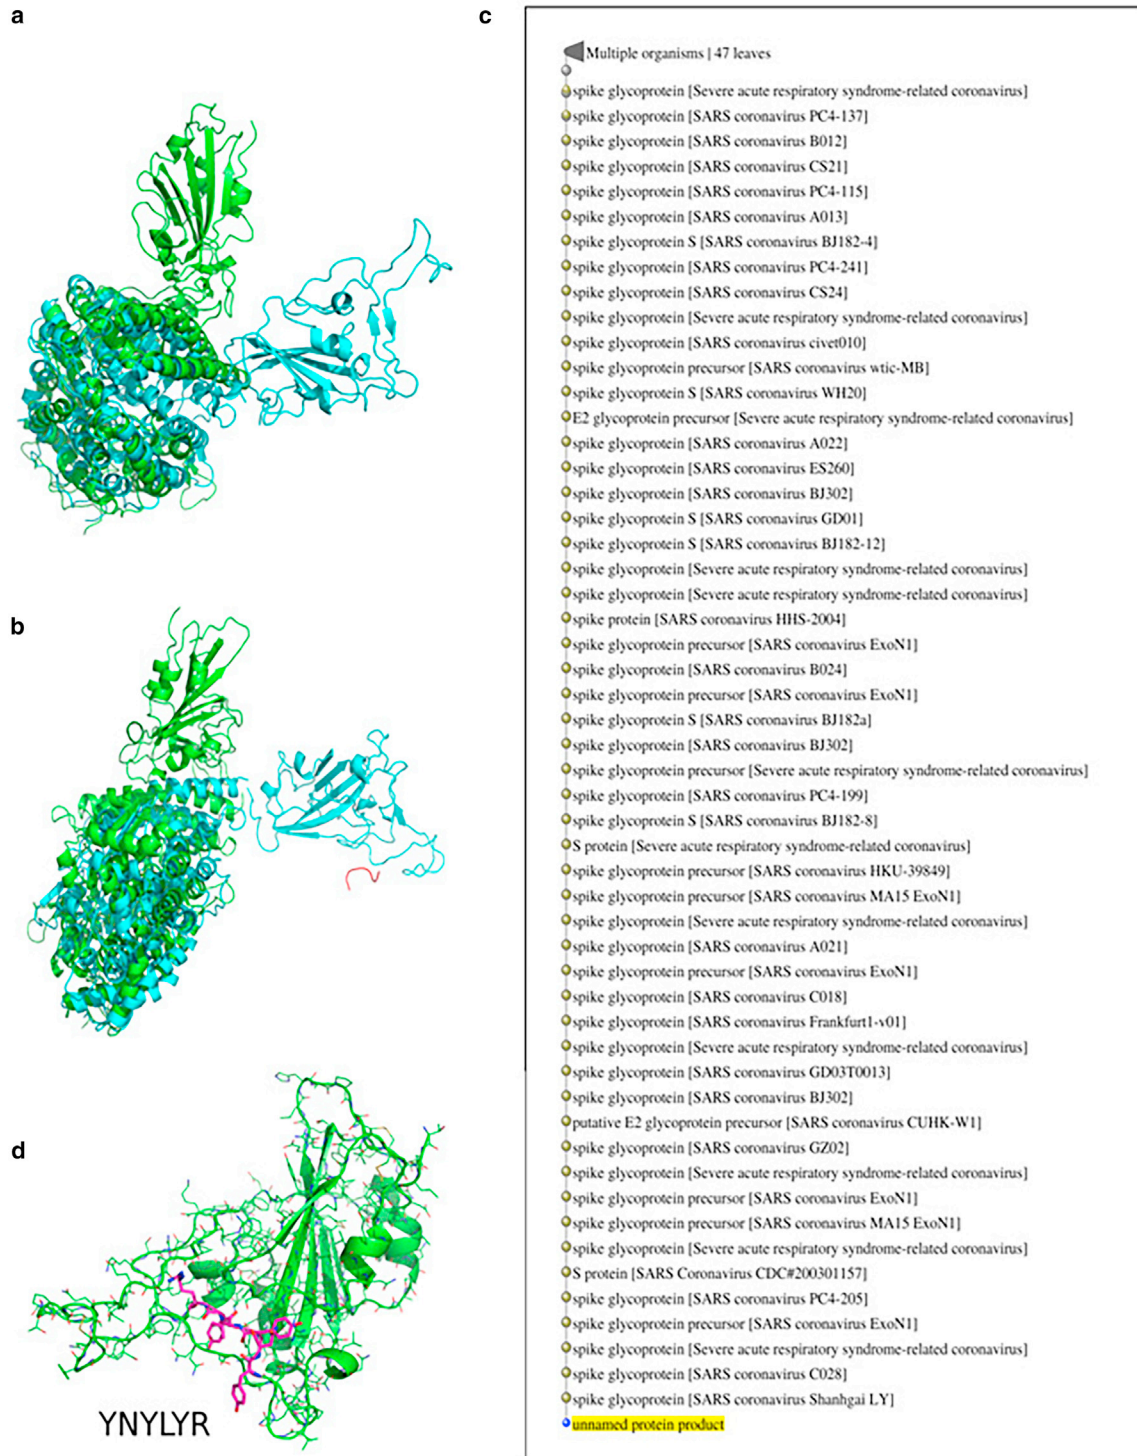 a
c
Multiple organisms | 47 leaves
spike glycoprotein [Severe acute respiratory syndrome-related coronavirus]
spike glycoprotein [SARS coronavirus PC4-137]
spike glycoprotein [SARS coronavirus B012]
spike glycoprotein [SARS coronavirus CS21]
spike glycoprotein [SARS coronavirus PC4-115]
spike glycoprotein [SARS coronavirus A013]
spike glycoprotein S [SARS coronavirus BJ182-4]
spike glycoprotein [SARS coronavirus PC4-241]
spike glycoprotein [SARS coronavirus CS24]
spike glycoprotein [Severe acute respiratory syndrome-related coronavirus]
spike glycoprotein [SARS coronavirus civet010]
spike glycoprotein precursor [SARS coronavirus wtic-MB]
spike glycoprotein S [SARS coronavirus WH20]
E2 glycoprotein precursor [Severe acute respiratory syndrome-related coronavirus]
spike glycoprotein [SARS coronavirus A022]
spike glycoprotein [SARS coronavirus ES260]
spike glycoprotein [SARS coronavirus BJ302]
spike glycoprotein S [SARS coronavirus GD01]
spike glycoprotein S [SARS coronavirus BJ182-12]
spike glycoprotein [Severe acute respiratory syndrome-related coronavirus]
spike glycoprotein [Severe acute respiratory syndrome-related coronavirus]
spike protein [SARS coronavirus HHS-2004]
spike glycoprotein precursor [SARS coronavirus ExoN1]
spike glycoprotein [SARS coronavirus B024]
spike glycoprotein precursor [SARS coronavirus ExoN1]
spike glycoprotein S [SARS coronavirus BJ182a]
spike glycoprotein [SARS coronavirus BJ302]
spike glycoprotein precursor [Severe acute respiratory syndrome-related coronavirus]
spike glycoprotein [SARS coronavirus PC4-199]
spike glycoprotein S [SARS coronavirus BJ182-8]
S protein [Severe acute respiratory syndrome-related coronavirus]
spike glycoprotein precursor [SARS coronavirus HKU-39849]
spike glycoprotein precursor [SARS coronavirus MA15 ExoN1]
spike glycoprotein [Severe acute respiratory syndrome-related coronavirus]
spike glycoprotein [SARS coronavirus A021]
spike glycoprotein precursor [SARS coronavirus ExoN1]
spike glycoprotein [SARS coronavirus C018]
spike glycoprotein [SARS coronavirus Frankfurt1-v01]
spike glycoprotein [Severe acute respiratory syndrome-related coronavirus]
spike glycoprotein [SARS coronavirus GD03T0013]
spike glycoprotein [SARS coronavirus BJ302]
putative E2 glycoprotein precursor [SARS coronavirus CUHK-W1]
spike glycoprotein [SARS coronavirus GZ02]
spike glycoprotein [Severe acute respiratory syndrome-related coronavirus]
spike glycoprotein precursor [SARS coronavirus ExoN1]
spike glycoprotein precursor [SARS coronavirus MA15 ExoN1]
spike glycoprotein [Severe acute respiratory syndrome-related coronavirus]
S protein [SARS Coronavirus CDC#200301157]
spike glycoprotein [SARS coronavirus PC4-205]
spike glycoprotein precursor [SARS coronavirus ExoN1]
spike glycoprotein [Severe acute respiratory syndrome-related coronavirus]
spike glycoprotein [SARS coronavirus C028]
spike glycoprotein [SARS coronavirus Shanhgai LY]
unnamed protein product
b
d
YNYLYR